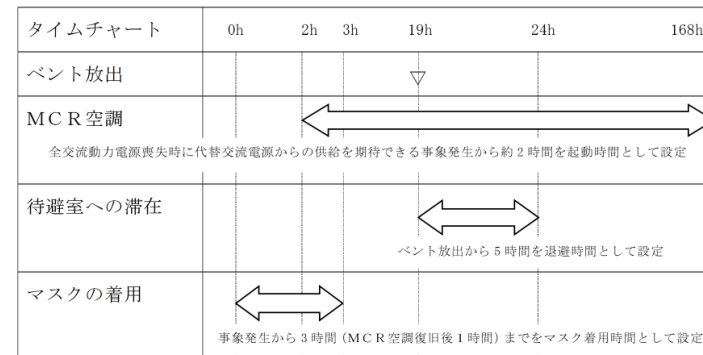 タイムチャート 0h 2h 3h 19h 24h 168h
ベント放出
ＭＣＲ空調
全交流動力電源喪失時に代替交流電源からの供給を期待できる事象発生から約２時間を起動時間として設定
待避室への滞在
ベント放出から５時間を退避時間として設定
マスクの着用
事象発生から３時間（ＭＣＲ空調復旧後１時間）までをマスク着用時間として設定